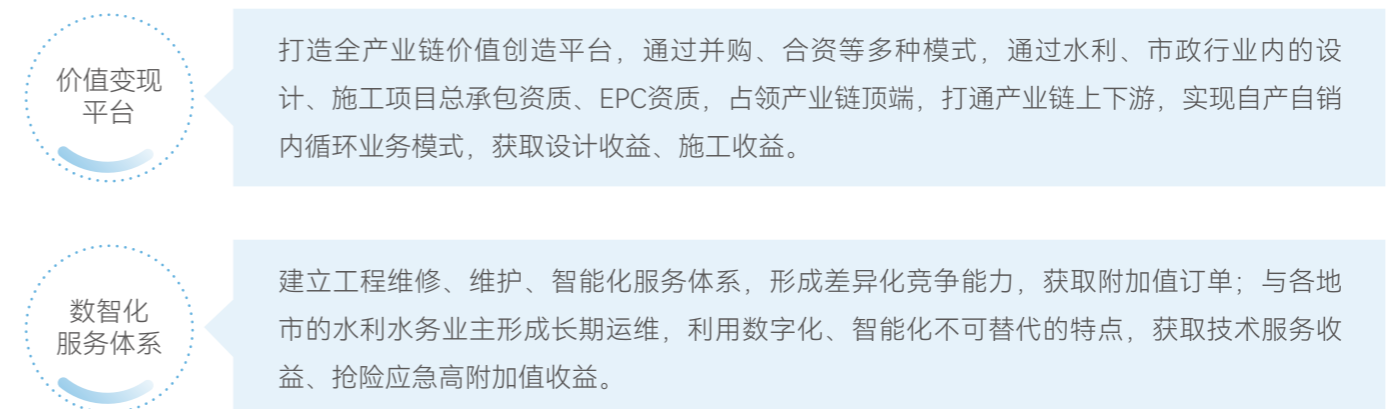 价值变现
平台
打造全产业链价值创造平台，通过并购、合资等多种模式，通过水利、市政行业内的设
计、施工项目总承包资质、EPC资质，占领产业链顶端，打通产业链上下游，实现自产自销
内循环业务模式，获取设计收益、施工收益。
数智化
服务体系
建立工程维修、维护、智能化服务体系，形成差异化竞争能力，获取附加值订单；与各地
市的水利水务业主形成长期运维，利用数字化、智能化不可替代的特点，获取技术服务收
益、抢险应急高附加值收益。